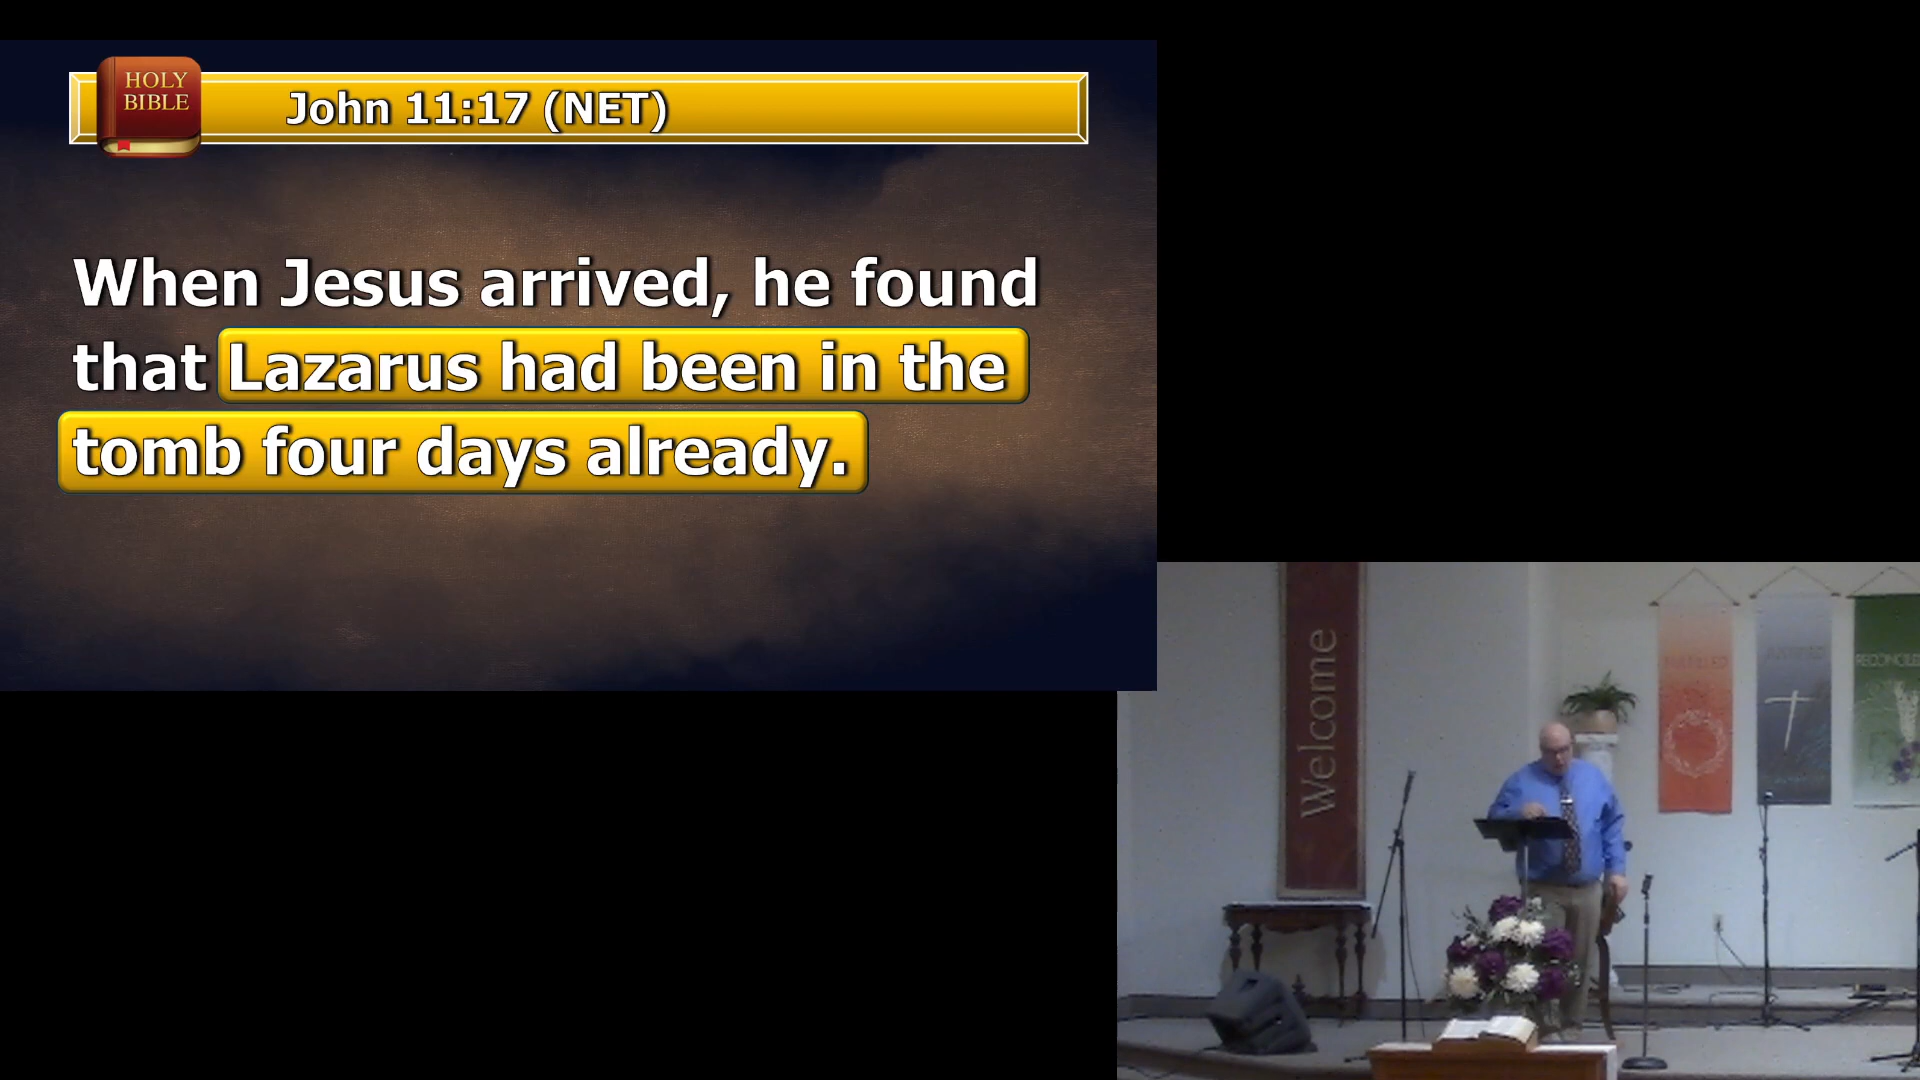 HOLY
BIBLE
John 11:17 (NET)
When Jesus arrived, he found
that Lazarus had been in the
tomb four days already.
Welcome
RECONCILED